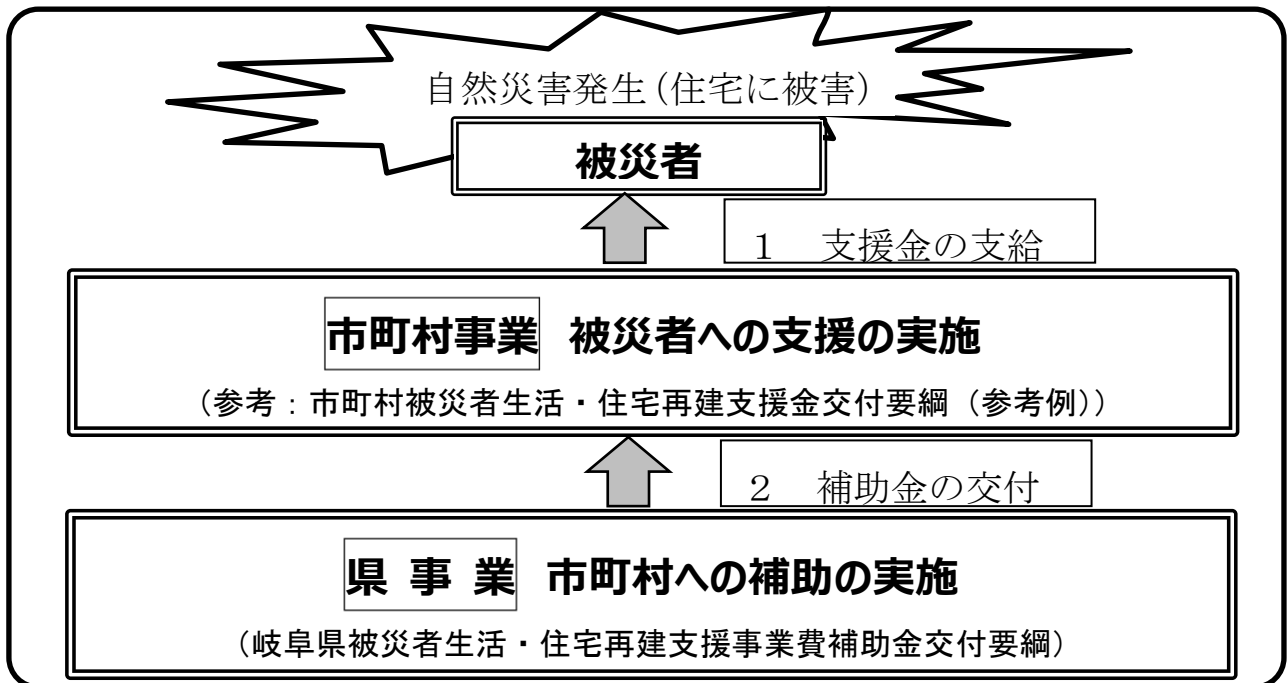 自然災害発生(住宅に被害)
被災者
１　支援金の支給
市町村事業 被災者への支援の実施
（参考：市町村被災者生活・住宅再建支援金交付要綱（参考例））
２　補助金の交付
県 事 業 市町村への補助の実施
（岐阜県被災者生活・住宅再建支援事業費補助金交付要綱）